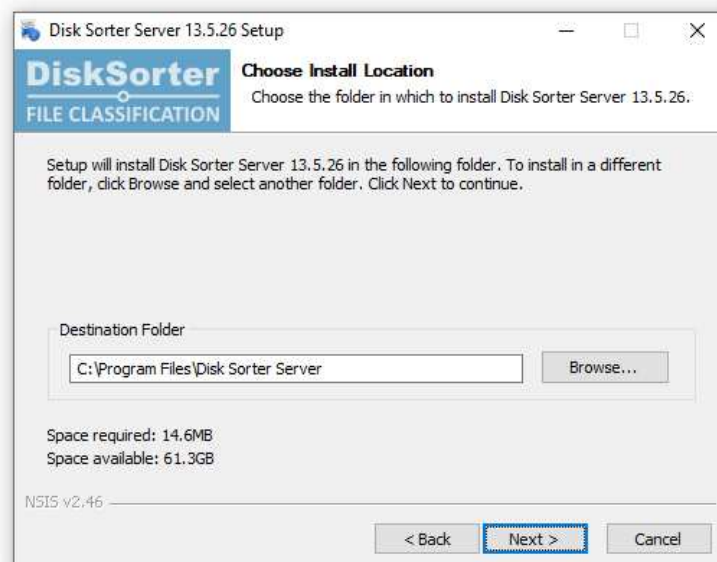 Disk Sorter Server 13.5.26 Setup
DiskSorter
FILE CLASSIFICATION
Choose Install Location
Choose the folder in which to install Disk Sorter Server 13.5.26.
Setup will install Disk Sorter Server 13.5.26 in the following folder. To install in a different
folder, click Browse and select another folder. Click Next to continue.
Destination Folder
C:\Program Files\Disk Sorter Server
Browse...
Space required: 14.6MB
Space available: 61.3GB
NSIS v2.46
< Back
Next >
Cancel